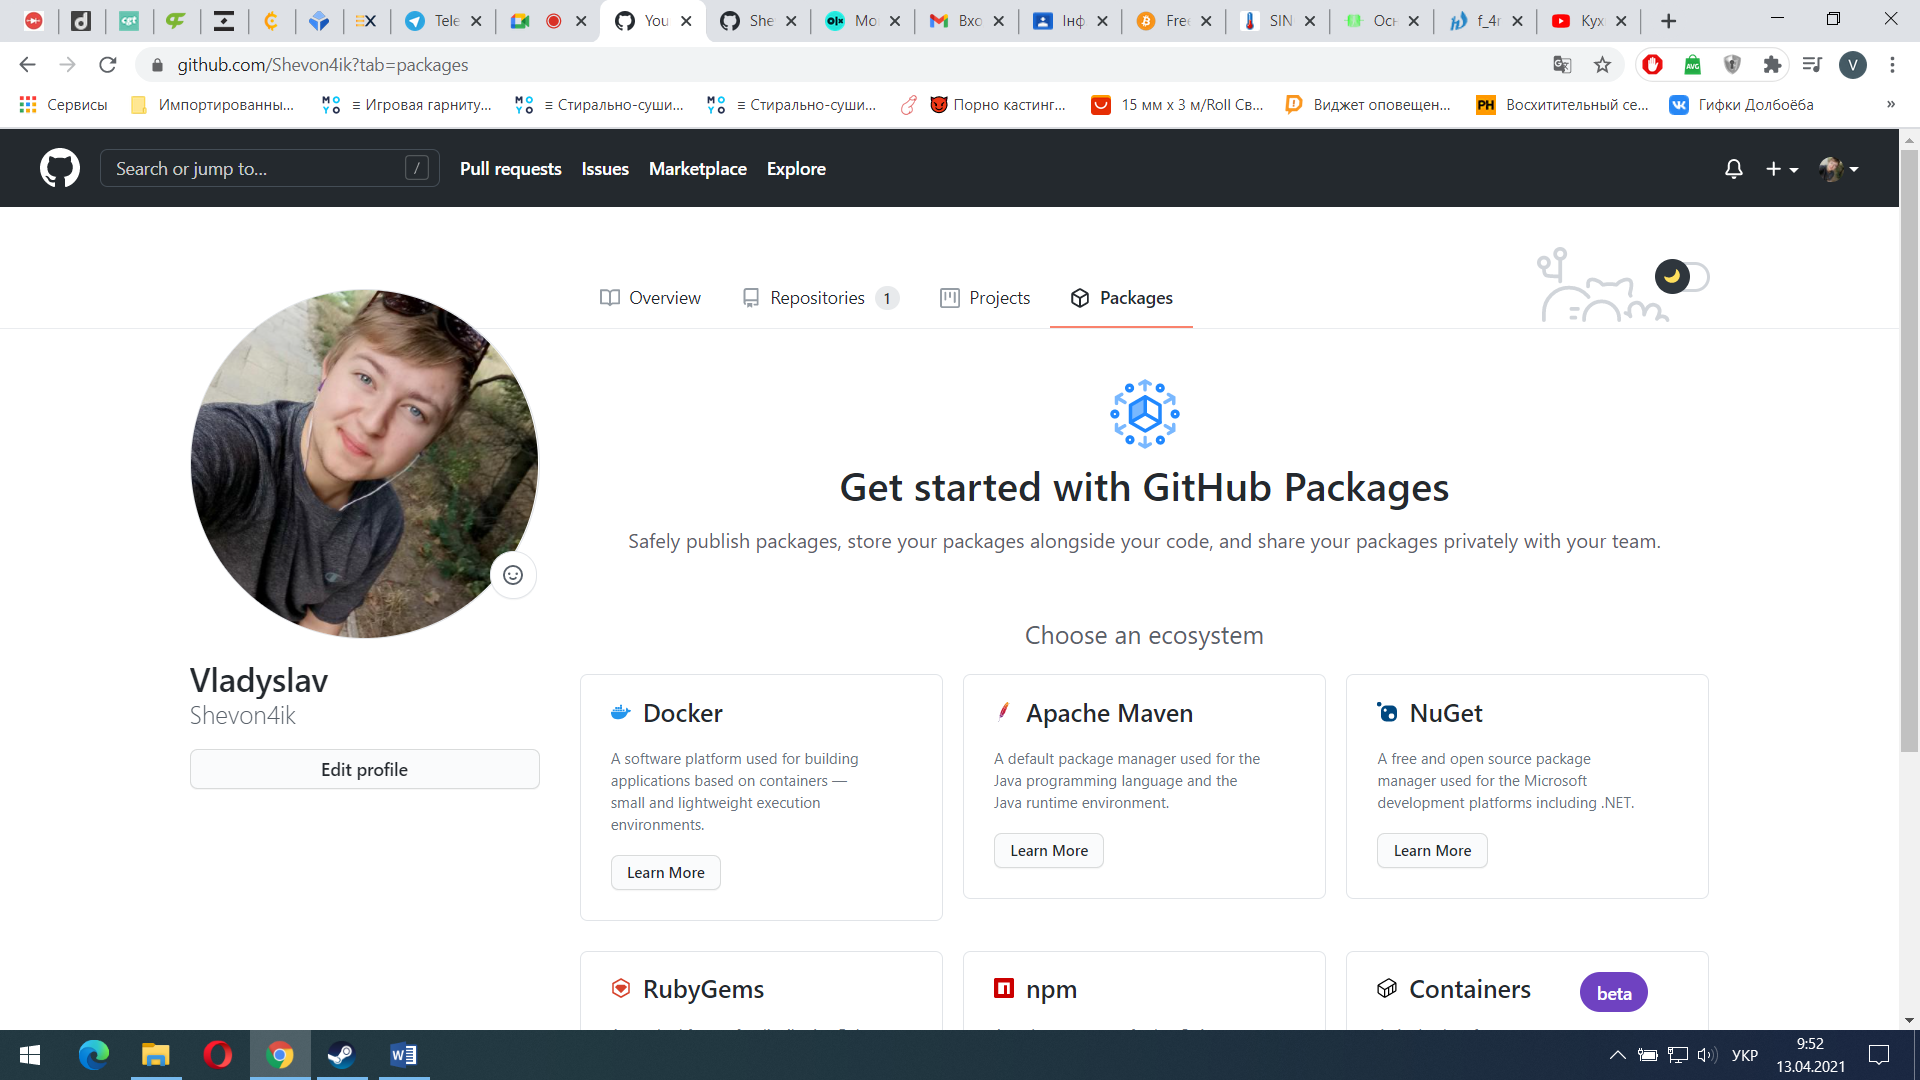 Tele
You
She
Mo
Вхо
Інф
Free
SIN
Осн
f_4r
Кух
github.com/Shevon4ik?tab=packages
V
Сервисы
Импортированны...
≡ Игровая гарниту...
≡ Стирально-суши...
≡ Стирально-суши...
Порно кастинг...
15 мм x 3 м/Roll Св...
Виджет оповещен...
Восхитительный се...
Гифки Долбоёба
»
Search or jump to...
/
Pull requests
Issues
Marketplace
Explore
Overview
Repositories 1
Projects
Packages
Get started with GitHub Packages
Safely publish packages, store your packages alongside your code, and share your packages privately with your team.
Choose an ecosystem
Vladyslav
Shevon4ik
Edit profile
Docker
A software platform used for building
applications based on containers —
small and lightweight execution
environments.
Learn More
Apache Maven
A default package manager used for the
Java programming language and the
Java runtime environment.
Learn More
NuGet
A free and open source package
manager used for the Microsoft
development platforms including .NET.
Learn More
RubyGems
npm
Containers
beta
УКР
9:52
13.04.2021